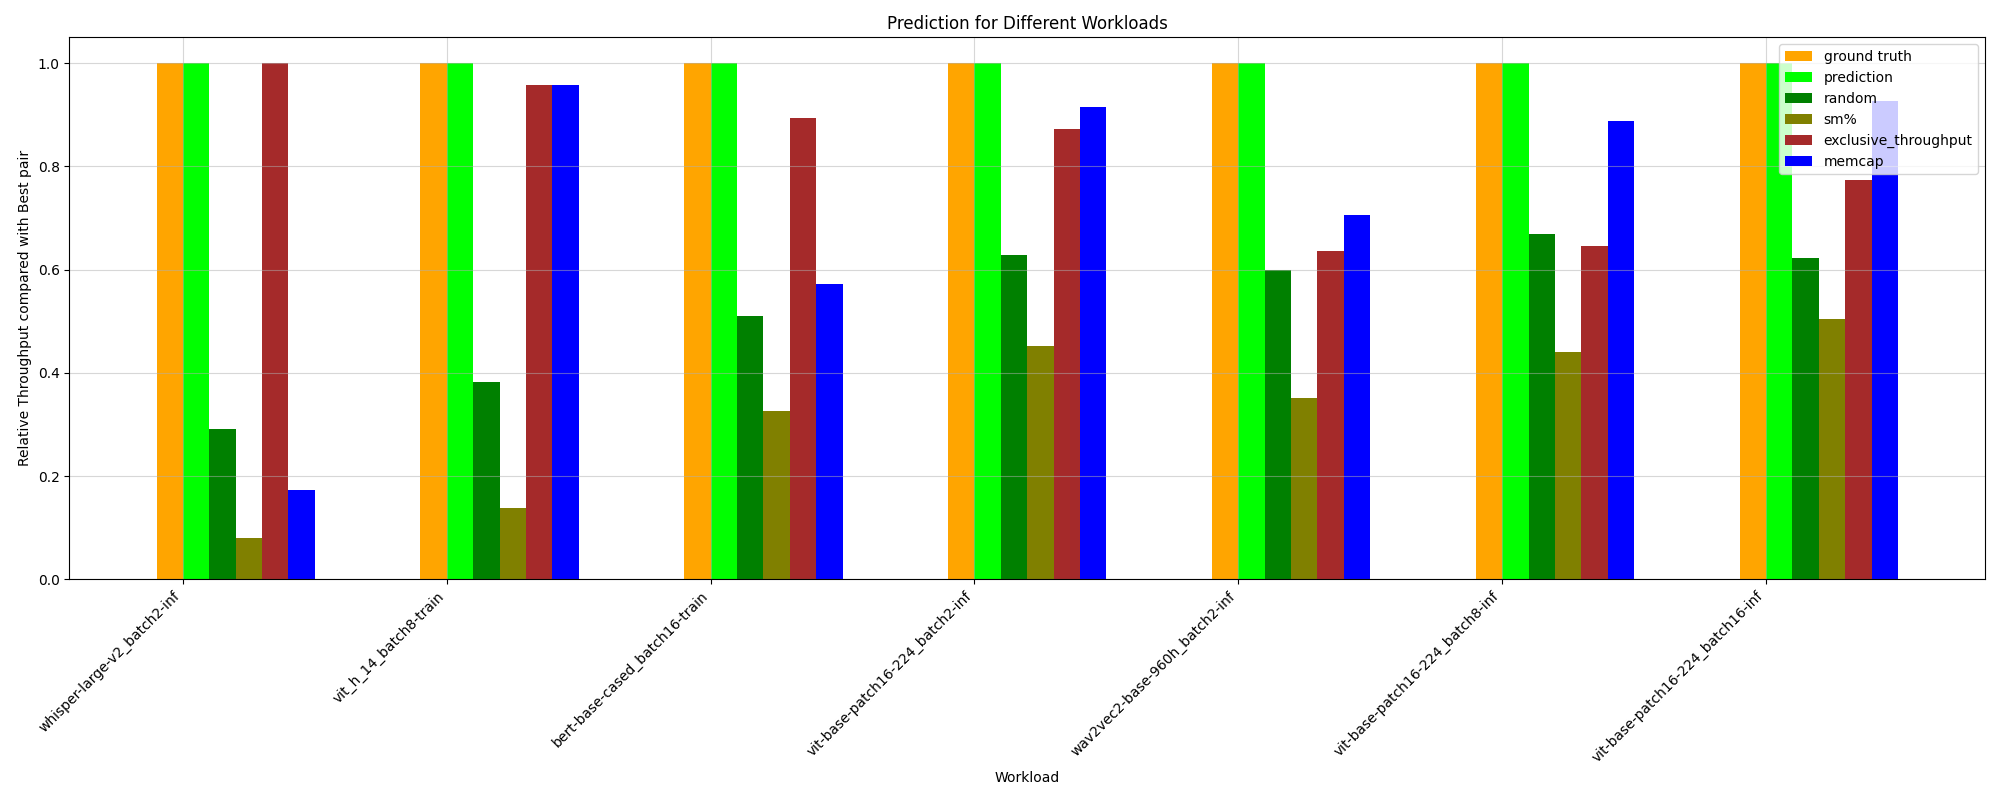 Prediction for Different Workloads
Relative Throughput compared with Best pair
1.0
0.8
0.6
0.4
0.2
0.0
ground truth
prediction
random
sm%
exclusive_throughput
memcap
whisper-large-v2_batch2-inf
vit_h_14_batch8-train
bert-base-cased_batch16-train
vit-base-patch16-224_batch2-inf
wav2vec2-base-960h_batch2-inf
vit-base-patch16-224_batch8-inf
vit-base-patch16-224_batch16-inf
Workload